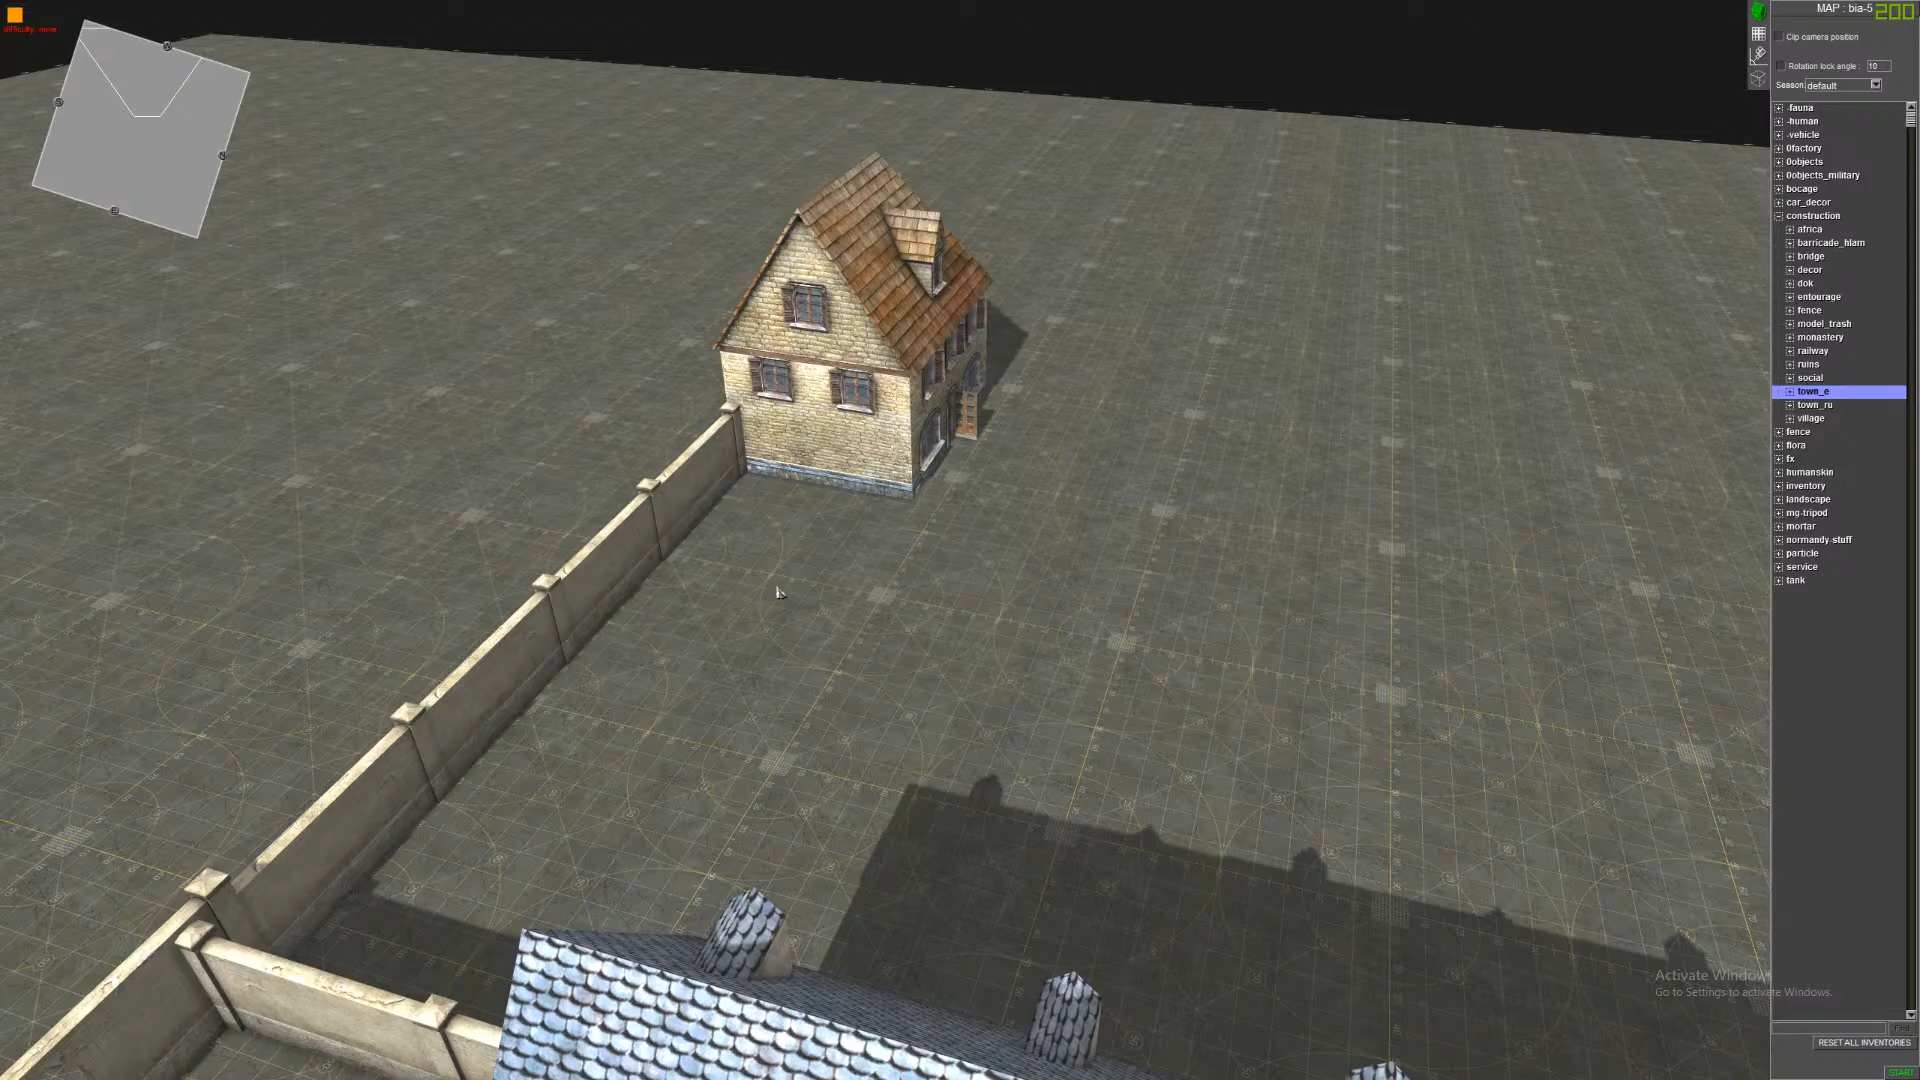 difficulty: none
MAP : bia-5
200
Clip camera position
Rotation lock angle : 10
Season: default
-fauna
-human
-vehicle
0factory
0objects
0objects_military
bocage
car_decor
construction
africa
barricade_hlam
bridge
decor
dok
entourage
fence
model_trash
monastery
railway
ruins
social
town_e
town_ru
village
fence
flora
fx
humanskin
inventory
landscape
mg-tripod
mortar
normandy-stuff
particle
service
tank
Activate Windows
Go to Settings to activate Windows.
Find
RESET ALL INVENTORIES
START